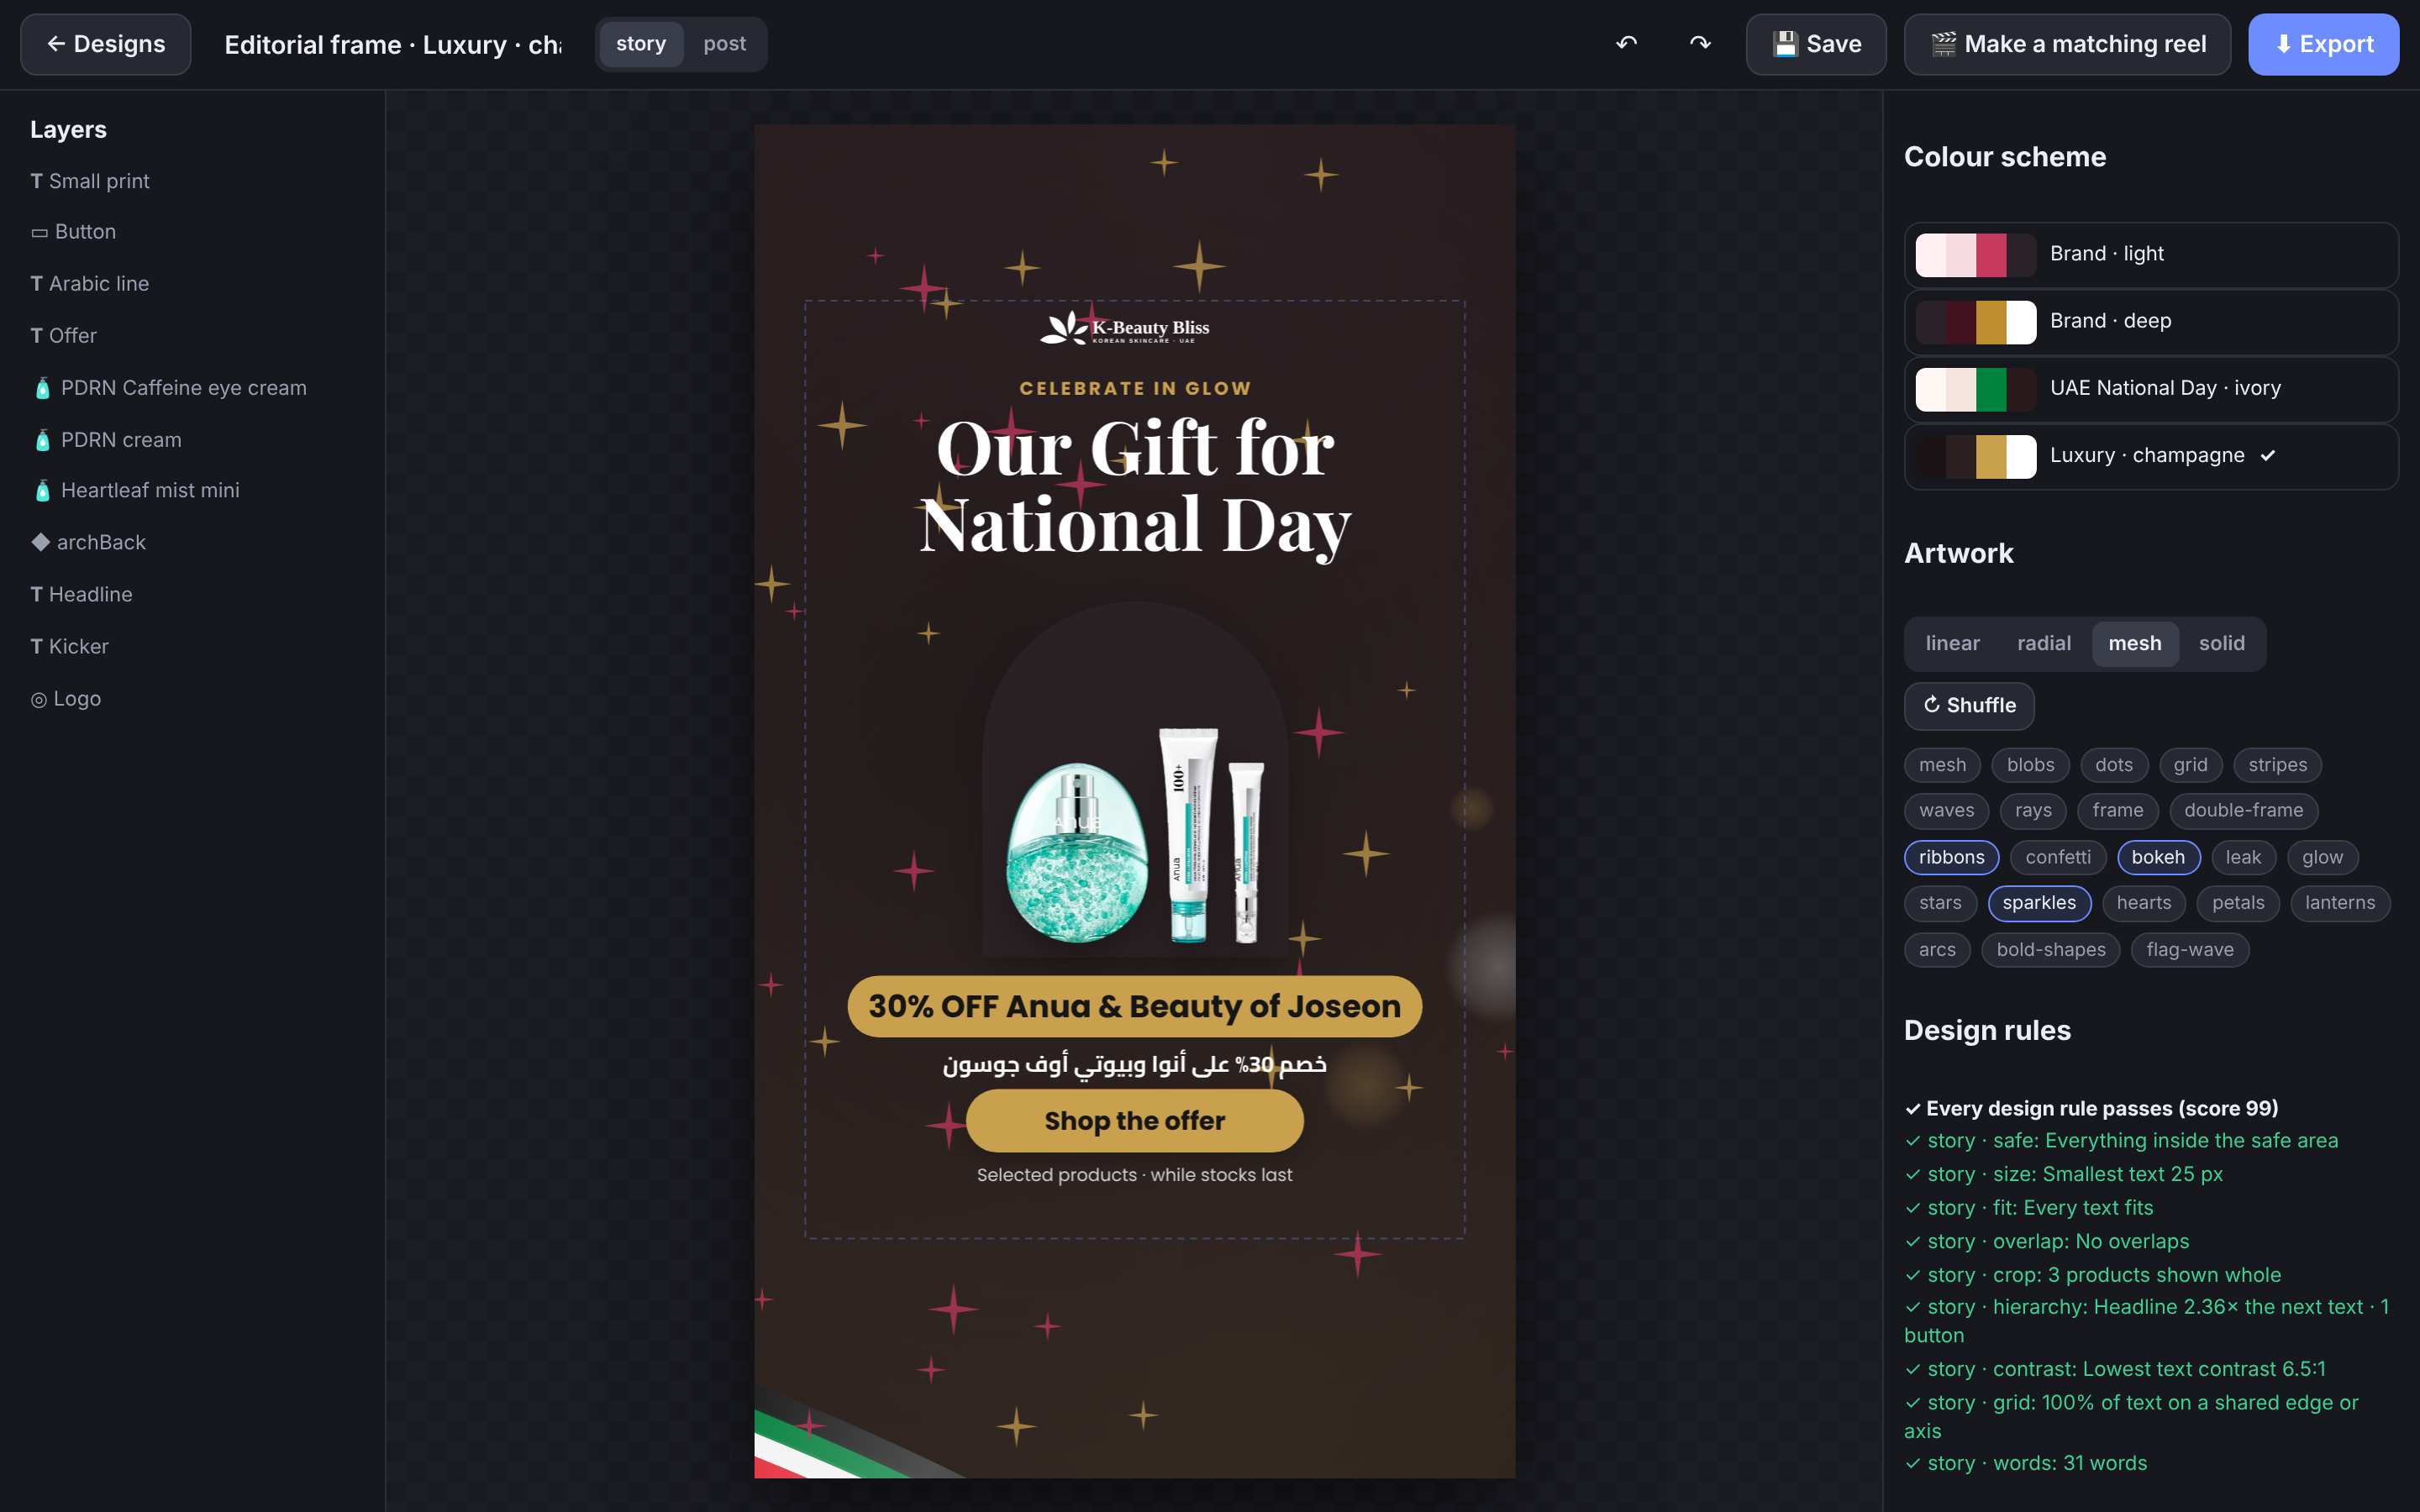 ← Designs
Editorial frame · Luxury · cha
story
post
↶
↷
💾 Save
🎬 Make a matching reel
⬇ Export
Layers
T Small print
▭ Button
T Arabic line
T Offer
🧴 PDRN Caffeine eye cream
🧴 PDRN cream
🧴 Heartleaf mist mini
◆ archBack
T Headline
T Kicker
◎ Logo
K-Beauty Bliss
KOREAN SKINCARE · UAE
CELEBRATE IN GLOW
Our Gift for
National Day
Anua
100+
Anua
Anua
30% OFF Anua & Beauty of Joseon
خصم 30% على أنوا وبيوتي أوف جوسون
Shop the offer
Selected products · while stocks last
Colour scheme
Brand · light
Brand · deep
UAE National Day · ivory
Luxury · champagne ✓
Artwork
linear
radial
mesh
solid
↻ Shuffle
mesh
blobs
dots
grid
stripes
waves
rays
frame
double-frame
ribbons
confetti
bokeh
leak
glow
stars
sparkles
hearts
petals
lanterns
arcs
bold-shapes
flag-wave
Design rules
✓ Every design rule passes (score 99)
✓ story · safe: Everything inside the safe area
✓ story · size: Smallest text 25 px
✓ story · fit: Every text fits
✓ story · overlap: No overlaps
✓ story · crop: 3 products shown whole
✓ story · hierarchy: Headline 2.36× the next text · 1
button
✓ story · contrast: Lowest text contrast 6.5:1
✓ story · grid: 100% of text on a shared edge or
axis
✓ story · words: 31 words